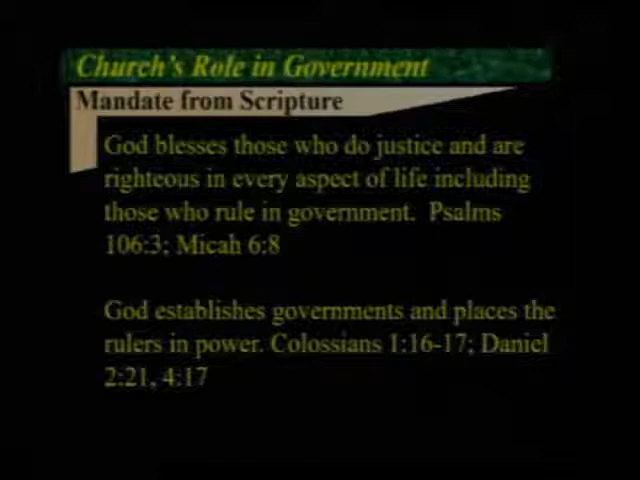 Church's Role in Government
Mandate from Scripture
God blesses those who do justice and are
righteous in every aspect of life including
those who rule in government.  Psalms
106:3; Micah 6:8
God establishes governments and places the
rulers in power. Colossians 1:16-17; Daniel
2:21, 4:17